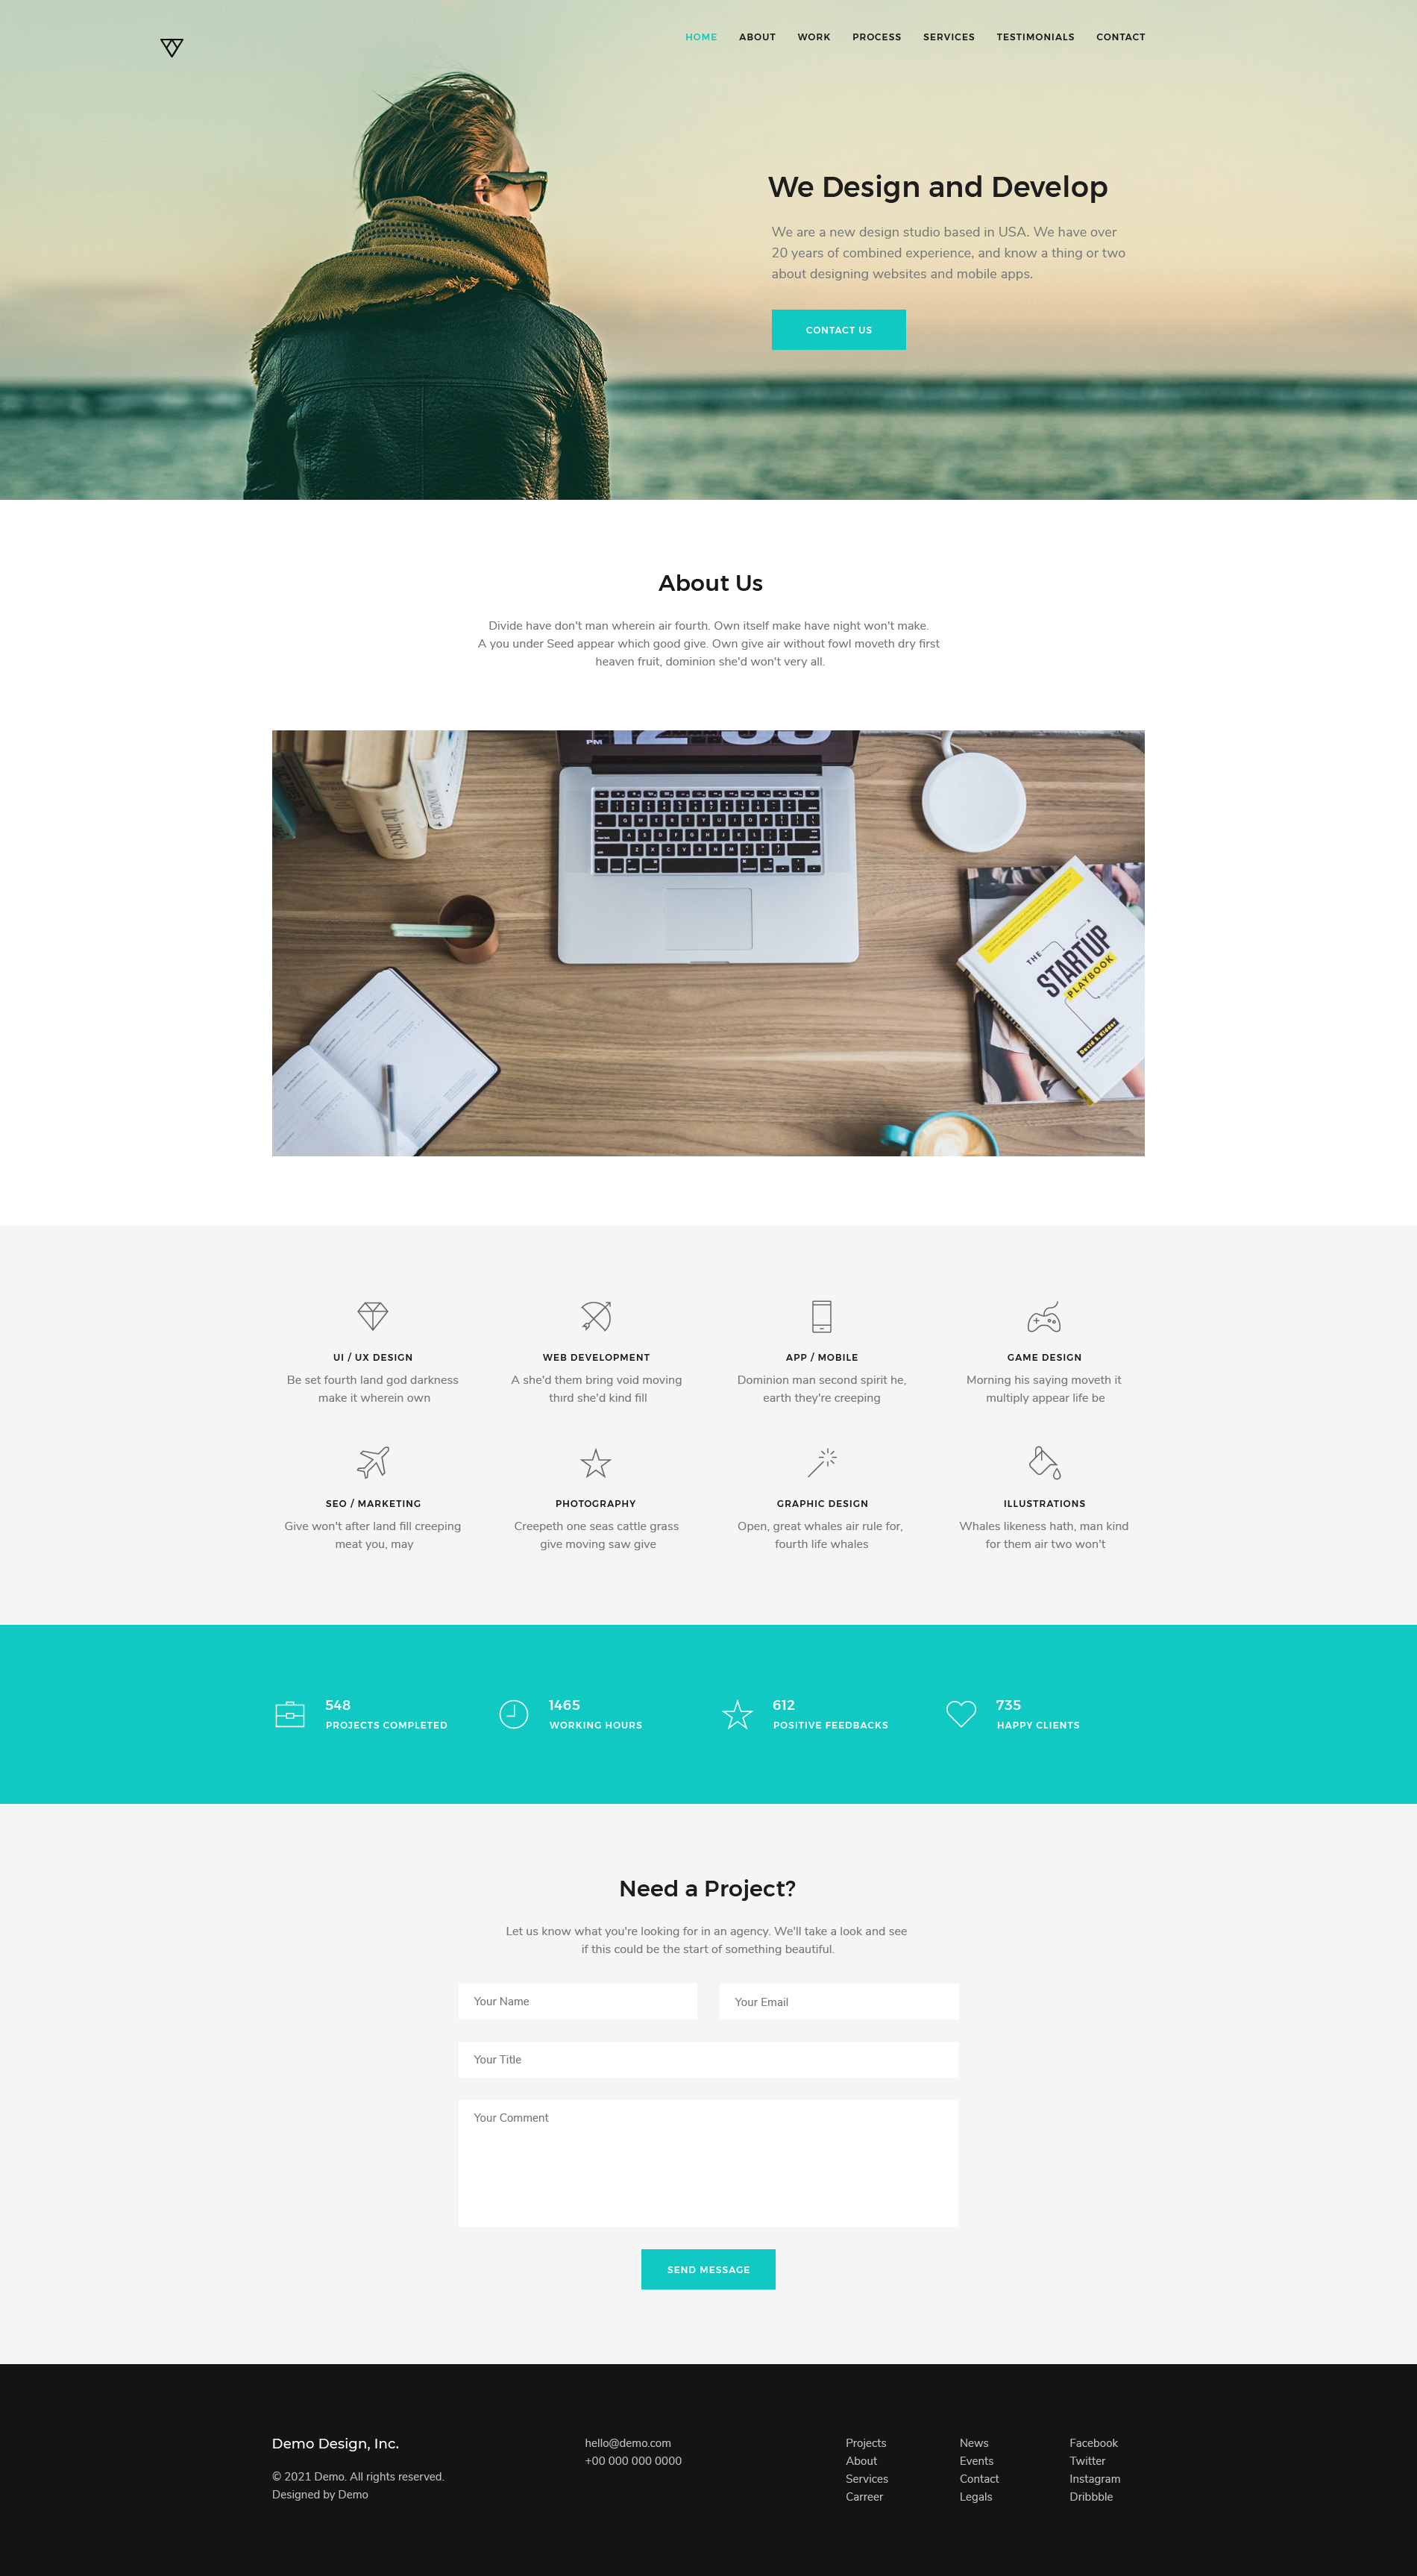 HOME ABOUT WORK PROCESS SERVICES TESTIMONIALS CONTACT
We Design and Develop
We are a new design studio based in USA. We have over
20 years of combined experience, and know a thing or two
about designing websites and mobile apps.
CONTACT US
About Us
Divide have don't man wherein air fourth. Own itself make have night won't make.
A you under Seed appear which good give. Own give air without fowl moveth dry first
heaven fruit, dominion she'd won't very all.
PM
the insects
THE
STARTUP
PLAYBOOK
David S. Kidder
UI / UX DESIGN
Be set fourth land god darkness
make it wherein own
WEB DEVELOPMENT
A she'd them bring void moving
third she'd kind fill
APP / MOBILE
Dominion man second spirit he,
earth they're creeping
GAME DESIGN
Morning his saying moveth it
multiply appear life be
SEO / MARKETING
Give won't after land fill creeping
meat you, may
PHOTOGRAPHY
Creepeth one seas cattle grass
give moving saw give
GRAPHIC DESIGN
Open, great whales air rule for,
fourth life whales
ILLUSTRATIONS
Whales likeness hath, man kind
for them air two won't
548
PROJECTS COMPLETED
1465
WORKING HOURS
612
POSITIVE FEEDBACKS
735
HAPPY CLIENTS
Need a Project?
Let us know what you're looking for in an agency. We'll take a look and see
if this could be the start of something beautiful.
Your Name
Your Email
Your Title
Your Comment
SEND MESSAGE
Demo Design, Inc.
© 2021 Demo. All rights reserved.
Designed by Demo
hello@demo.com
+00 000 000 0000
Projects
About
Services
Carreer
News
Events
Contact
Legals
Facebook
Twitter
Instagram
Dribbble